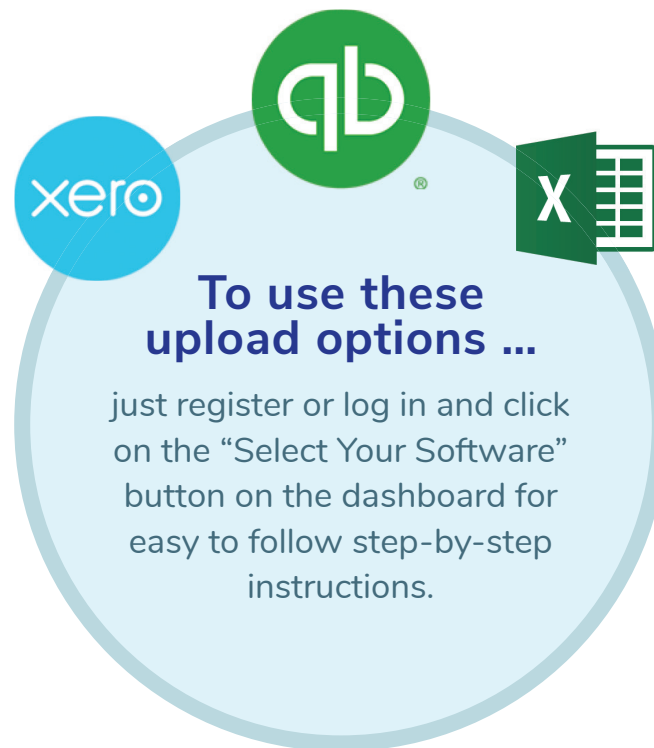 qb
®
xero
X
To use these
upload options ...
just register or log in and click
on the “Select Your Software”
button on the dashboard for
easy to follow step-by-step
instructions.